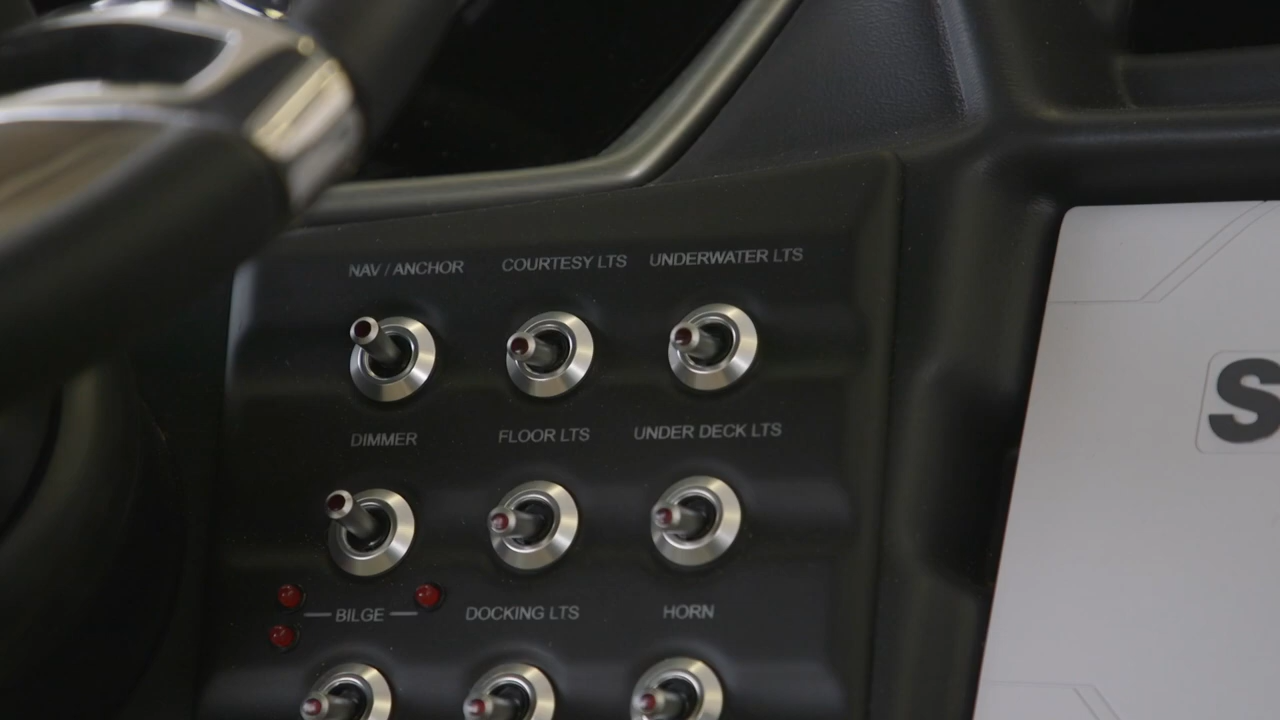 NAV / ANCHOR COURTESY LTS UNDERWATER LTS
DIMMER FLOOR LTS UNDER DECK LTS
BILGE DOCKING LTS HORN
S